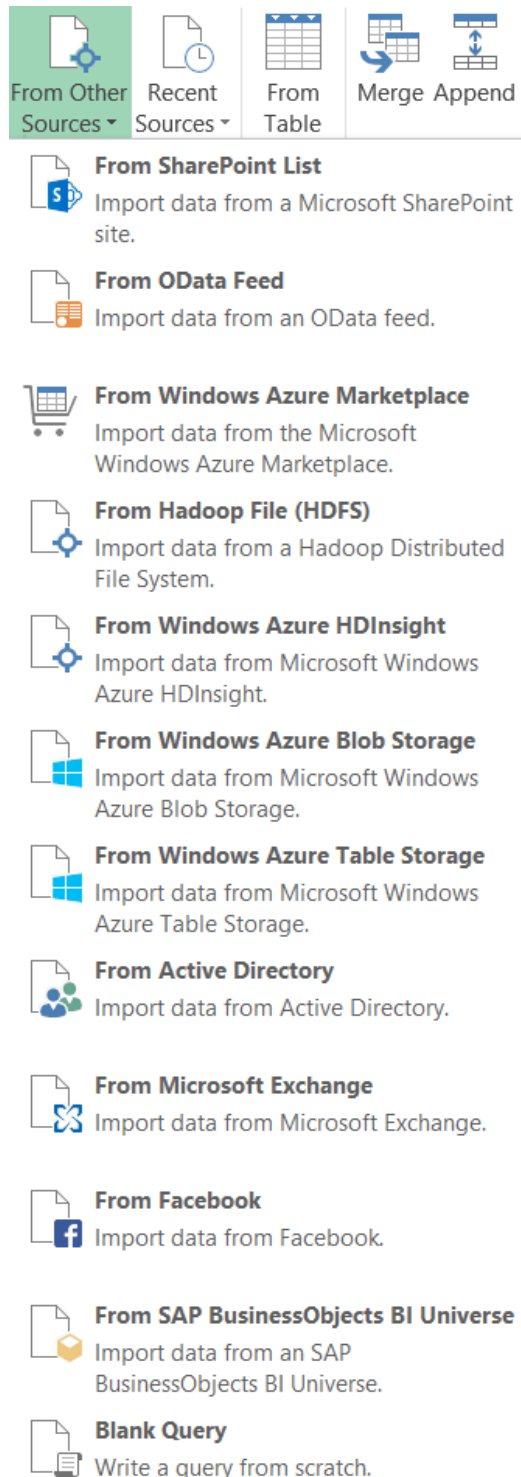 From Other Recent From Merge Append
Sources Sources Table
From SharePoint List
Import data from a Microsoft SharePoint
site.
From OData Feed
Import data from an OData feed.
From Windows Azure Marketplace
Import data from the Microsoft
Windows Azure Marketplace.
From Hadoop File (HDFS)
Import data from a Hadoop Distributed
File System.
From Windows Azure HDInsight
Import data from Microsoft Windows
Azure HDInsight.
From Windows Azure Blob Storage
Import data from Microsoft Windows
Azure Blob Storage.
From Windows Azure Table Storage
Import data from Microsoft Windows
Azure Table Storage.
From Active Directory
Import data from Active Directory.
From Microsoft Exchange
Import data from Microsoft Exchange.
From Facebook
Import data from Facebook.
From SAP BusinessObjects BI Universe
Import data from an SAP
BusinessObjects BI Universe.
Blank Query
Write a query from scratch.